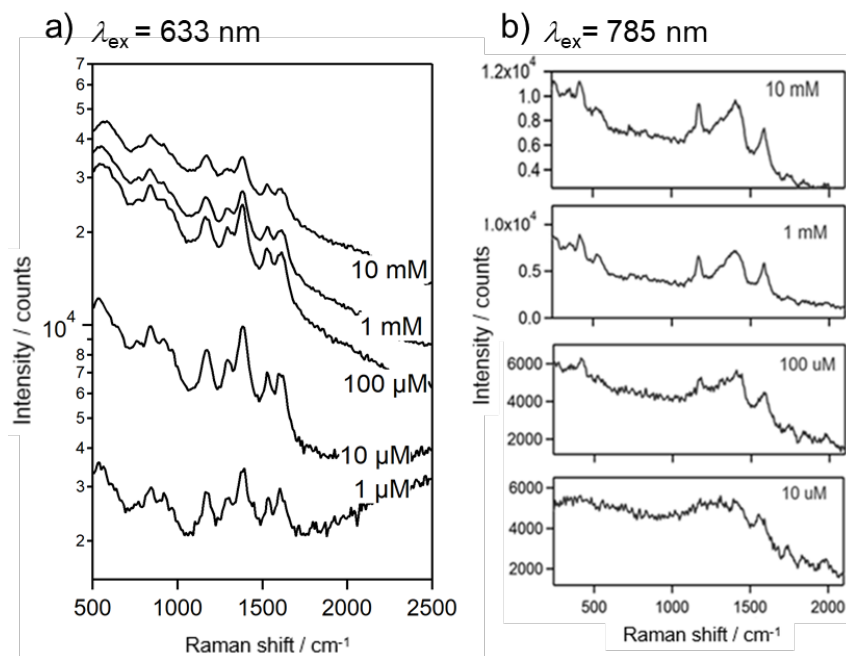 a) λex = 633 nm
7
6
5
4
3
2
10⁴
9
8
7
6
5
4
3
2
10 mM
1 mM
100 μM
10 μM
1 μM
Intensity / counts
500 1000 1500 2000 2500
Raman shift / cm⁻¹
b) λex = 785 nm
1.2x10⁴
1.0
0.8
0.6
0.4
10 mM
1.0x10⁴
0.5
0.0
1 mM
6000
4000
2000
100 uM
6000
4000
2000
10 uM
Intensity / counts
500 1000 1500 2000
Raman shift / cm⁻¹